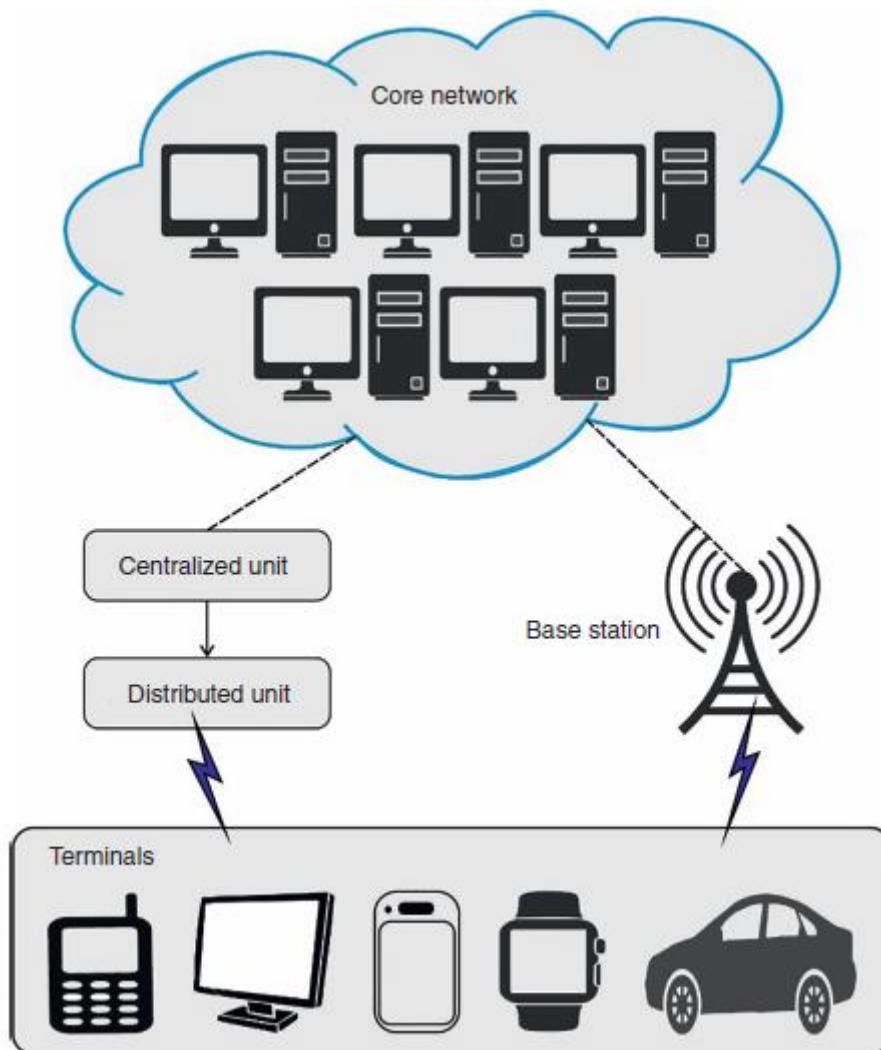 Core network
Centralized unit
Base station
Distributed unit
Terminals